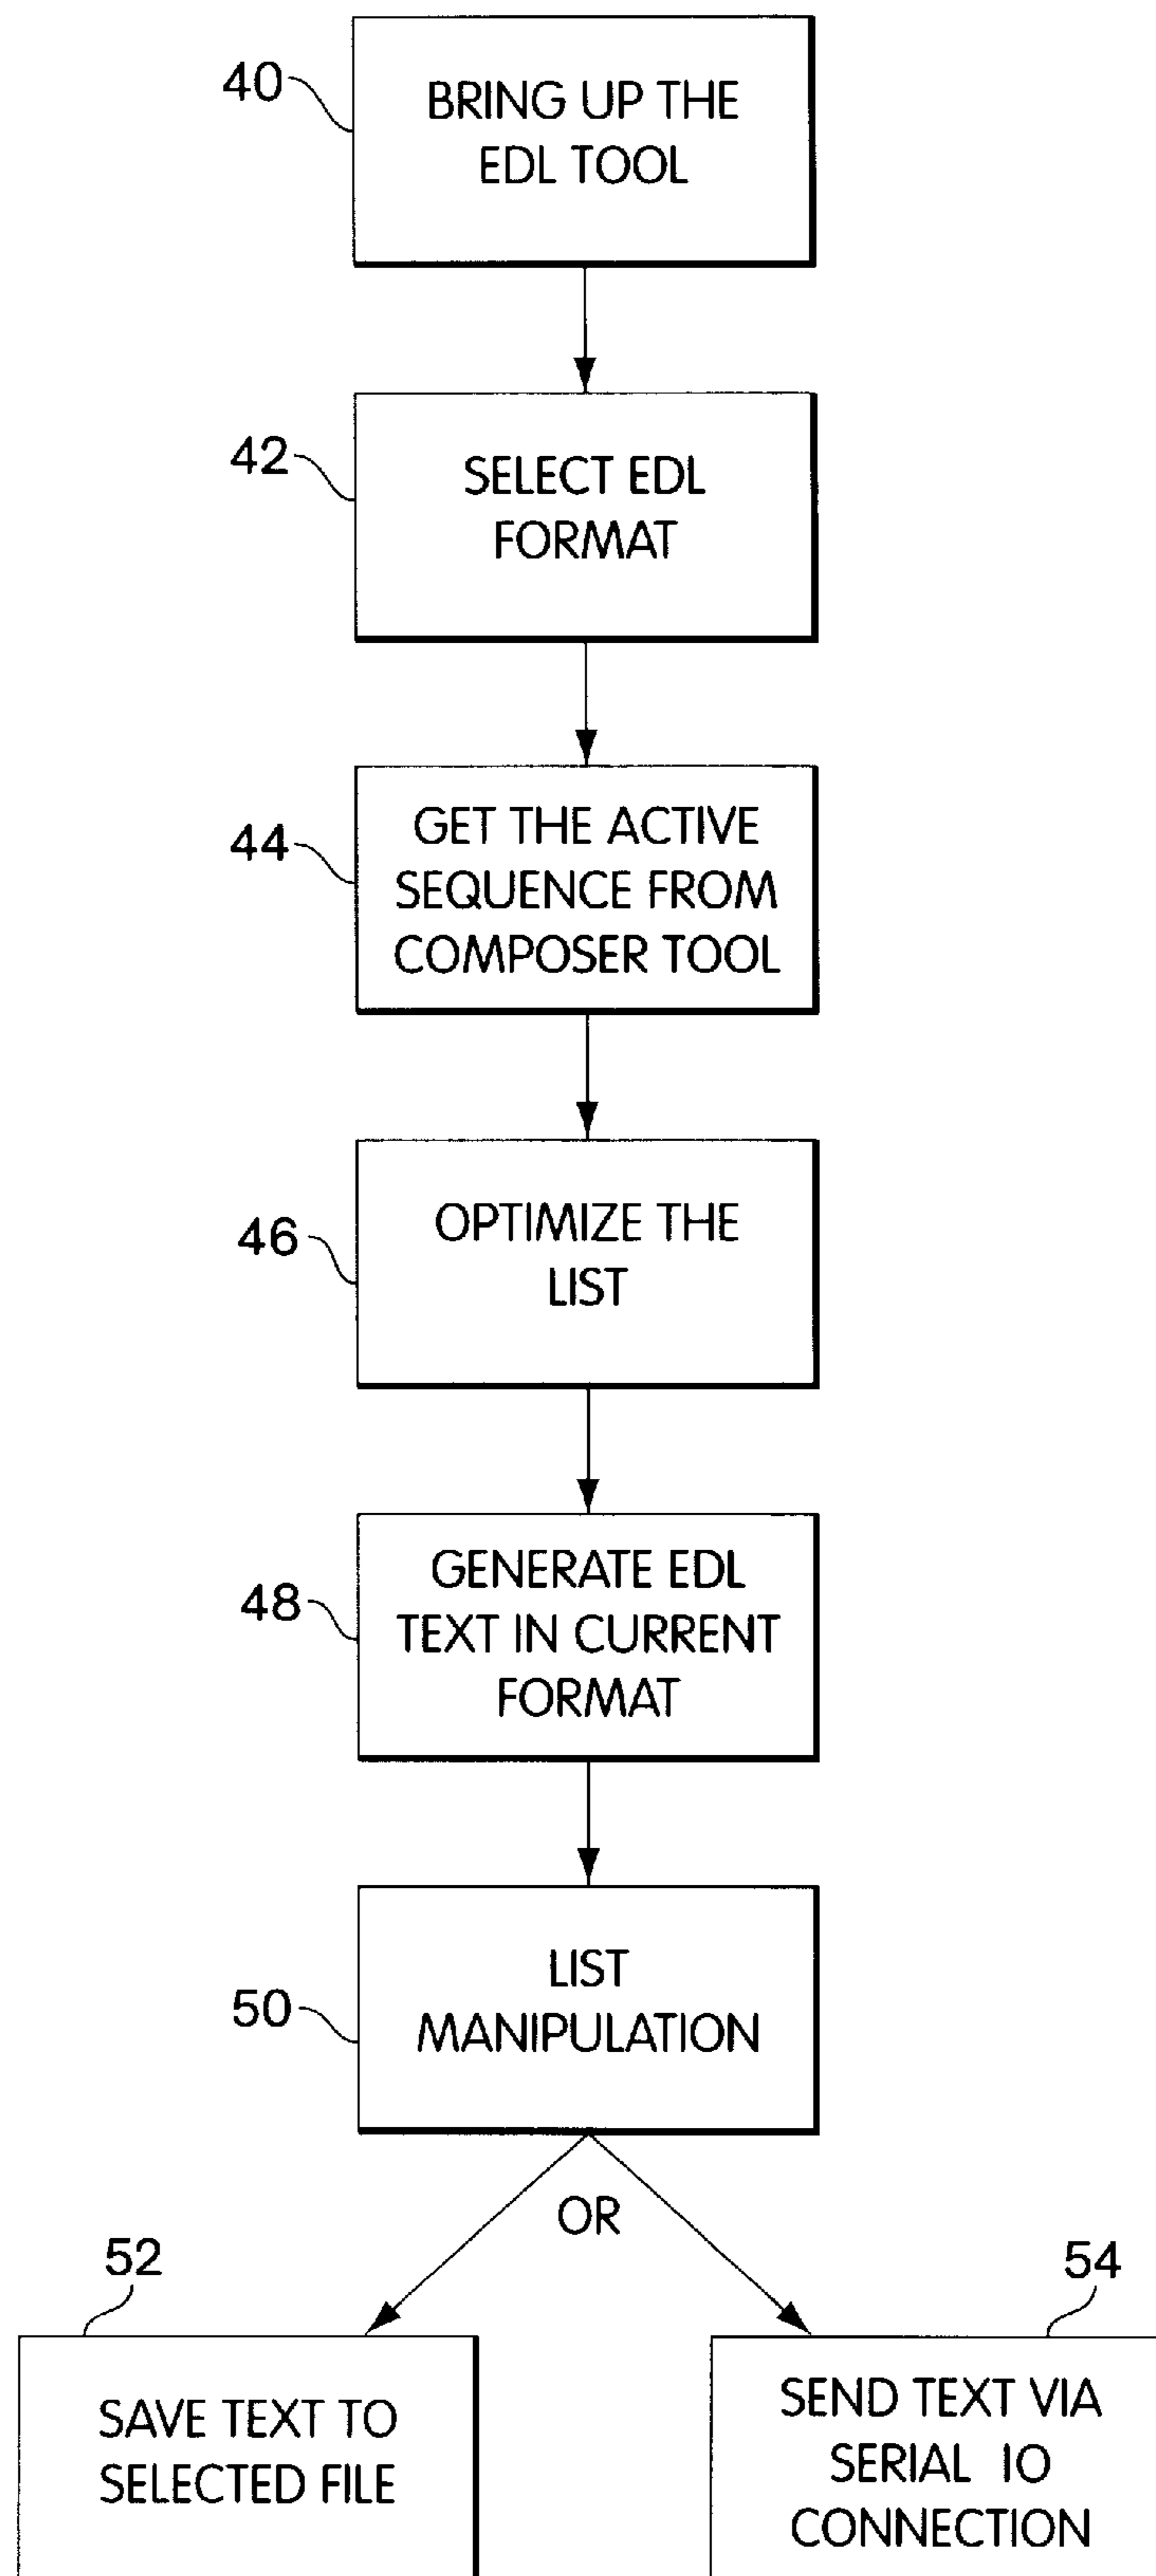 40
BRING UP THE
EDL TOOL
42
SELECT EDL
FORMAT
44
GET THE ACTIVE
SEQUENCE FROM
COMPOSER TOOL
46
OPTIMIZE THE
LIST
48
GENERATE EDL
TEXT IN CURRENT
FORMAT
50
LIST
MANIPULATION
OR
52
SAVE TEXT TO
SELECTED FILE
54
SEND TEXT VIA
SERIAL IO
CONNECTION